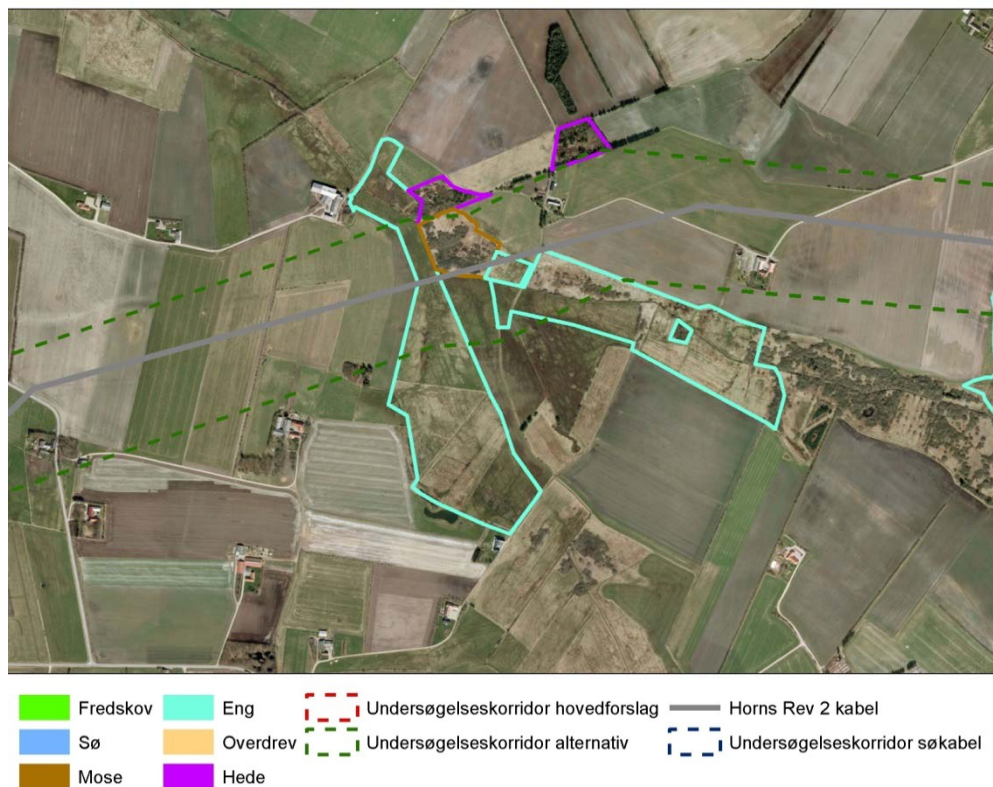 Fredskov
Eng
Undersøgelseskorridor hovedforslag
Horns Rev 2 kabel
Sø
Overdrev
Undersøgelseskorridor alternativ
Undersøgelseskorridor søkabel
Mose
Hede